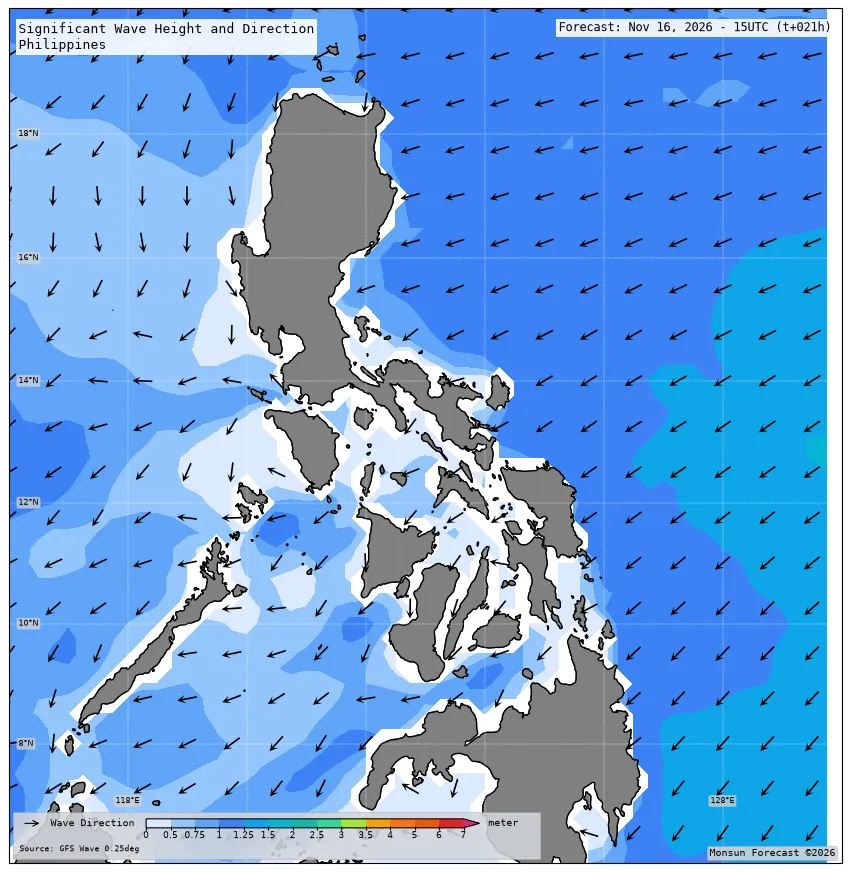 Significant Wave Height and Direction
Philippines
Forecast: Nov 16, 2026 - 15UTC (t+021h)
18°N
16°N
14°N
12°N
10°N
8°N
118°E
128°E
Wave Direction
0 0.5 0.75 1 1.25 1.5 2 2.5 3 3.5 4 5 6 7
meter
Source: GFS Wave 0.25deg
Monsun Forecast ©2026